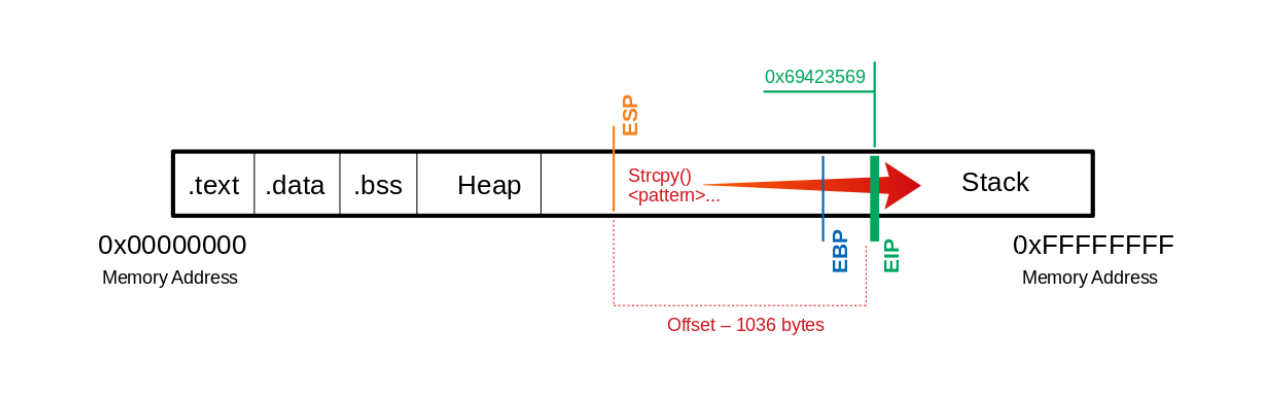 0x69423569
ESP
.text
.data
.bss
Heap
Strcpy()
<pattern>...
Stack
EBP
EIP
0x00000000
Memory Address
0xFFFFFFFF
Memory Address
Offset – 1036 bytes